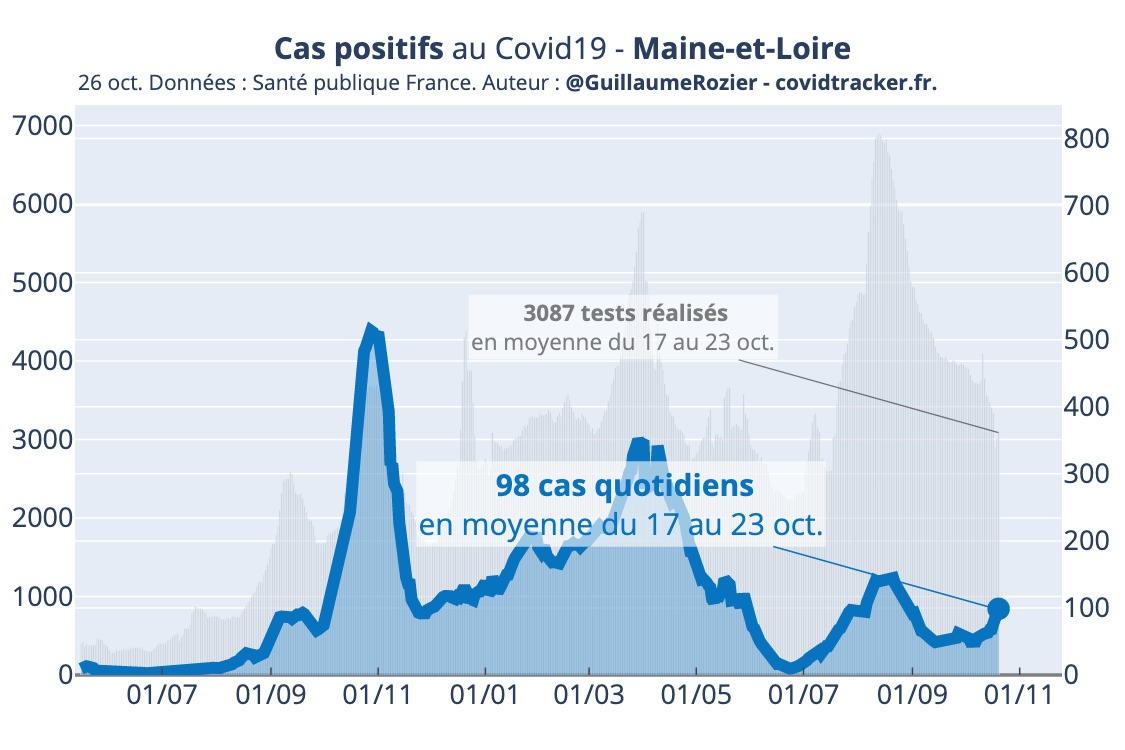 Cas positifs au Covid19 - Maine-et-Loire
26 oct. Données : Santé publique France. Auteur : @GuillaumeRozier - covidtracker.fr.
7000
6000
5000
4000
3000
2000
1000
0
800
700
600
500
400
300
200
100
0
3087 tests réalisés
en moyenne du 17 au 23 oct.
98 cas quotidiens
en moyenne du 17 au 23 oct.
01/07 01/09 01/11 01/01 01/03 01/05 01/07 01/09 01/11